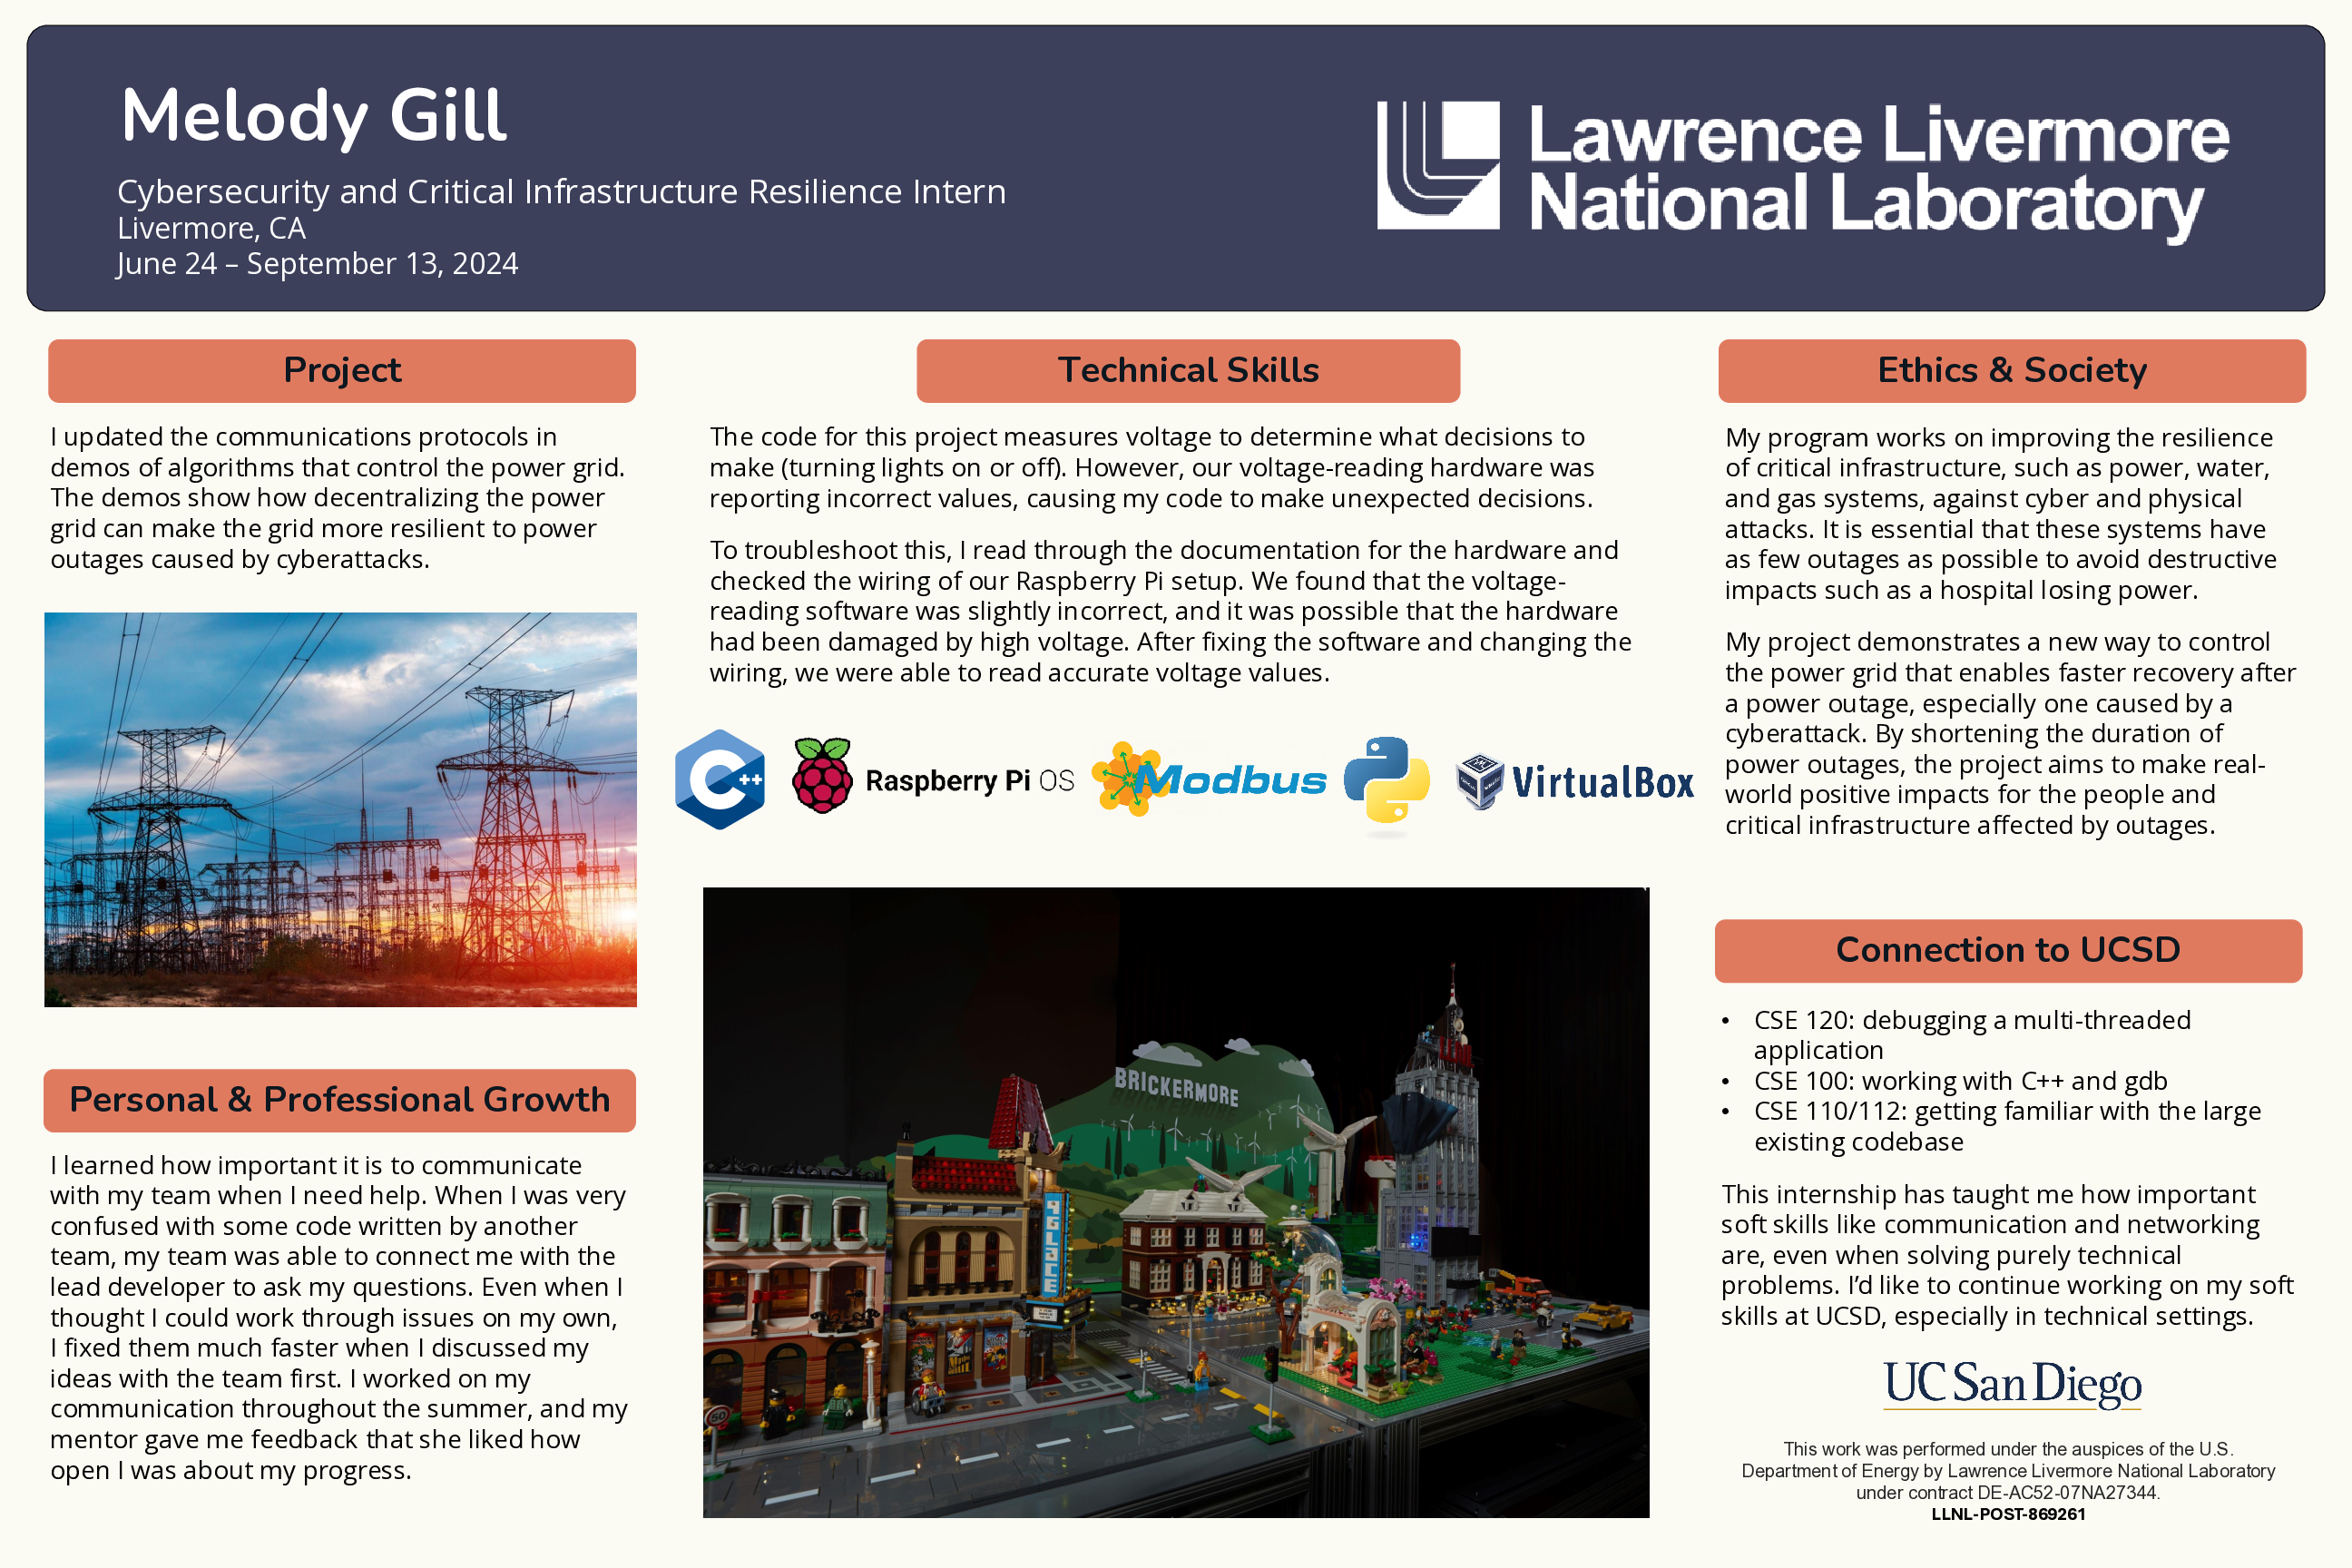 Melody Gill
Cybersecurity and Critical Infrastructure Resilience Intern
Livermore, CA
June 24 – September 13, 2024
Lawrence Livermore
National Laboratory
Project
I updated the communications protocols in
demos of algorithms that control the power grid.
The demos show how decentralizing the power
grid can make the grid more resilient to power
outages caused by cyberattacks.
Personal & Professional Growth
I learned how important it is to communicate
with my team when I need help. When I was very
confused with some code written by another
team, my team was able to connect me with the
lead developer to ask my questions. Even when I
thought I could work through issues on my own,
I fixed them much faster when I discussed my
ideas with the team first. I worked on my
communication throughout the summer, and my
mentor gave me feedback that she liked how
open I was about my progress.
Technical Skills
The code for this project measures voltage to determine what decisions to
make (turning lights on or off). However, our voltage-reading hardware was
reporting incorrect values, causing my code to make unexpected decisions.
To troubleshoot this, I read through the documentation for the hardware and
checked the wiring of our Raspberry Pi setup. We found that the voltage-
reading software was slightly incorrect, and it was possible that the hardware
had been damaged by high voltage. After fixing the software and changing the
wiring, we were able to read accurate voltage values.
C++
Raspberry Pi OS
Modbus
VirtualBox
BRICKERMORE
PALACE
50
Ethics & Society
My program works on improving the resilience
of critical infrastructure, such as power, water,
and gas systems, against cyber and physical
attacks. It is essential that these systems have
as few outages as possible to avoid destructive
impacts such as a hospital losing power.
My project demonstrates a new way to control
the power grid that enables faster recovery after
a power outage, especially one caused by a
cyberattack. By shortening the duration of
power outages, the project aims to make real-
world positive impacts for the people and
critical infrastructure affected by outages.
Connection to UCSD
• CSE 120: debugging a multi-threaded
application
• CSE 100: working with C++ and gdb
• CSE 110/112: getting familiar with the large
existing codebase
This internship has taught me how important
soft skills like communication and networking
are, even when solving purely technical
problems. I’d like to continue working on my soft
skills at UCSD, especially in technical settings.
UC San Diego
This work was performed under the auspices of the U.S.
Department of Energy by Lawrence Livermore National Laboratory
under contract DE-AC52-07NA27344.
LLNL-POST-869261